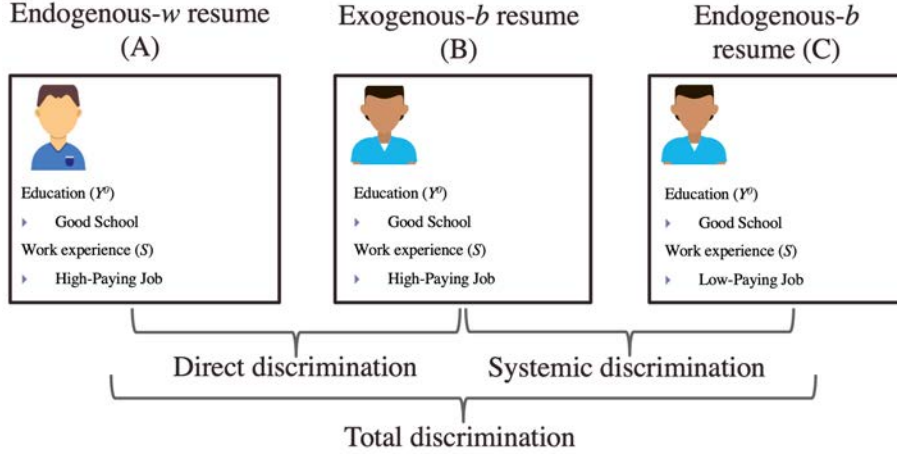 Endogenous-w resume
(A)
Exogenous-b resume
(B)
Endogenous-b
resume (C)
Education (Y⁰)
Good School
Work experience (S)
High-Paying Job
Education (Y⁰)
Good School
Work experience (S)
High-Paying Job
Education (Y⁰)
Good School
Work experience (S)
Low-Paying Job
Direct discrimination
Systemic discrimination
Total discrimination